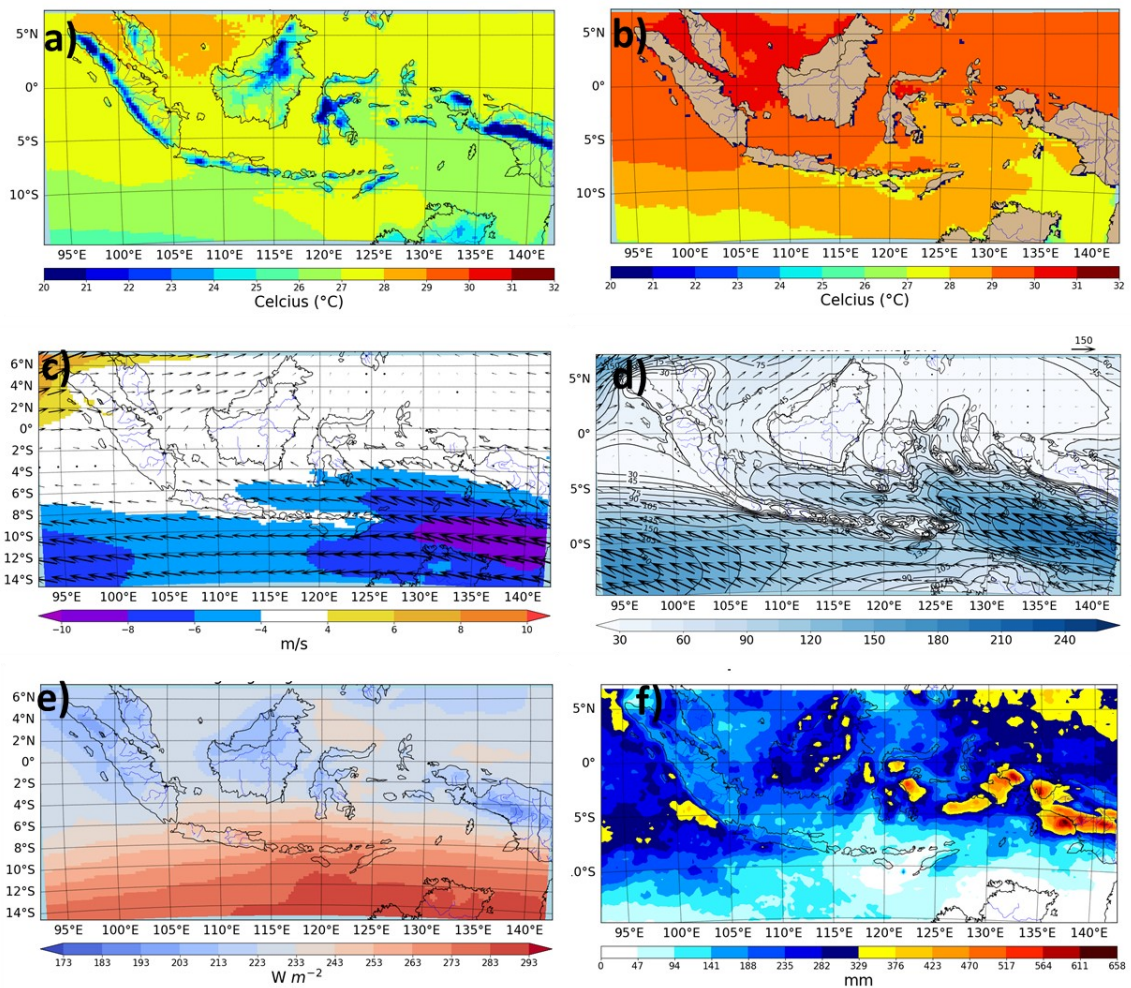 a)
5°N
0°
5°S
10°S
95°E 100°E 105°E 110°E 115°E 120°E 125°E 130°E 135°E 140°E
20 21 22 23 24 25 26 27 28 29 30 31 32
Celcius (°C)
b)
5°N
0°
5°S
10°S
95°E 100°E 105°E 110°E 115°E 120°E 125°E 130°E 135°E 140°E
20 21 22 23 24 25 26 27 28 29 30 31 32
Celcius (°C)
c)
6°N
4°N
2°N
0°
2°S
4°S
6°S
8°S
10°S
12°S
14°S
95°E 100°E 105°E 110°E 115°E 120°E 125°E 130°E 135°E 140°E
−10 −8 −6 −4 4 6 8 10
m/s
150
d)
5°N
0°
5°S
0°S
95°E 100°E 105°E 110°E 115°E 120°E 125°E 130°E 135°E 140°E
30 60 90 120 150 180 210 240
e)
6°N
4°N
2°N
0°
2°S
4°S
6°S
8°S
10°S
12°S
14°S
95°E 100°E 105°E 110°E 115°E 120°E 125°E 130°E 135°E 140°E
173 183 193 203 213 223 233 243 253 263 273 283 293
W m⁻²
f)
5°N
0°
5°S
0°S
95°E 100°E 105°E 110°E 115°E 120°E 125°E 130°E 135°E 140°E
0 47 94 141 188 235 282 329 376 423 470 517 564 611 658
mm